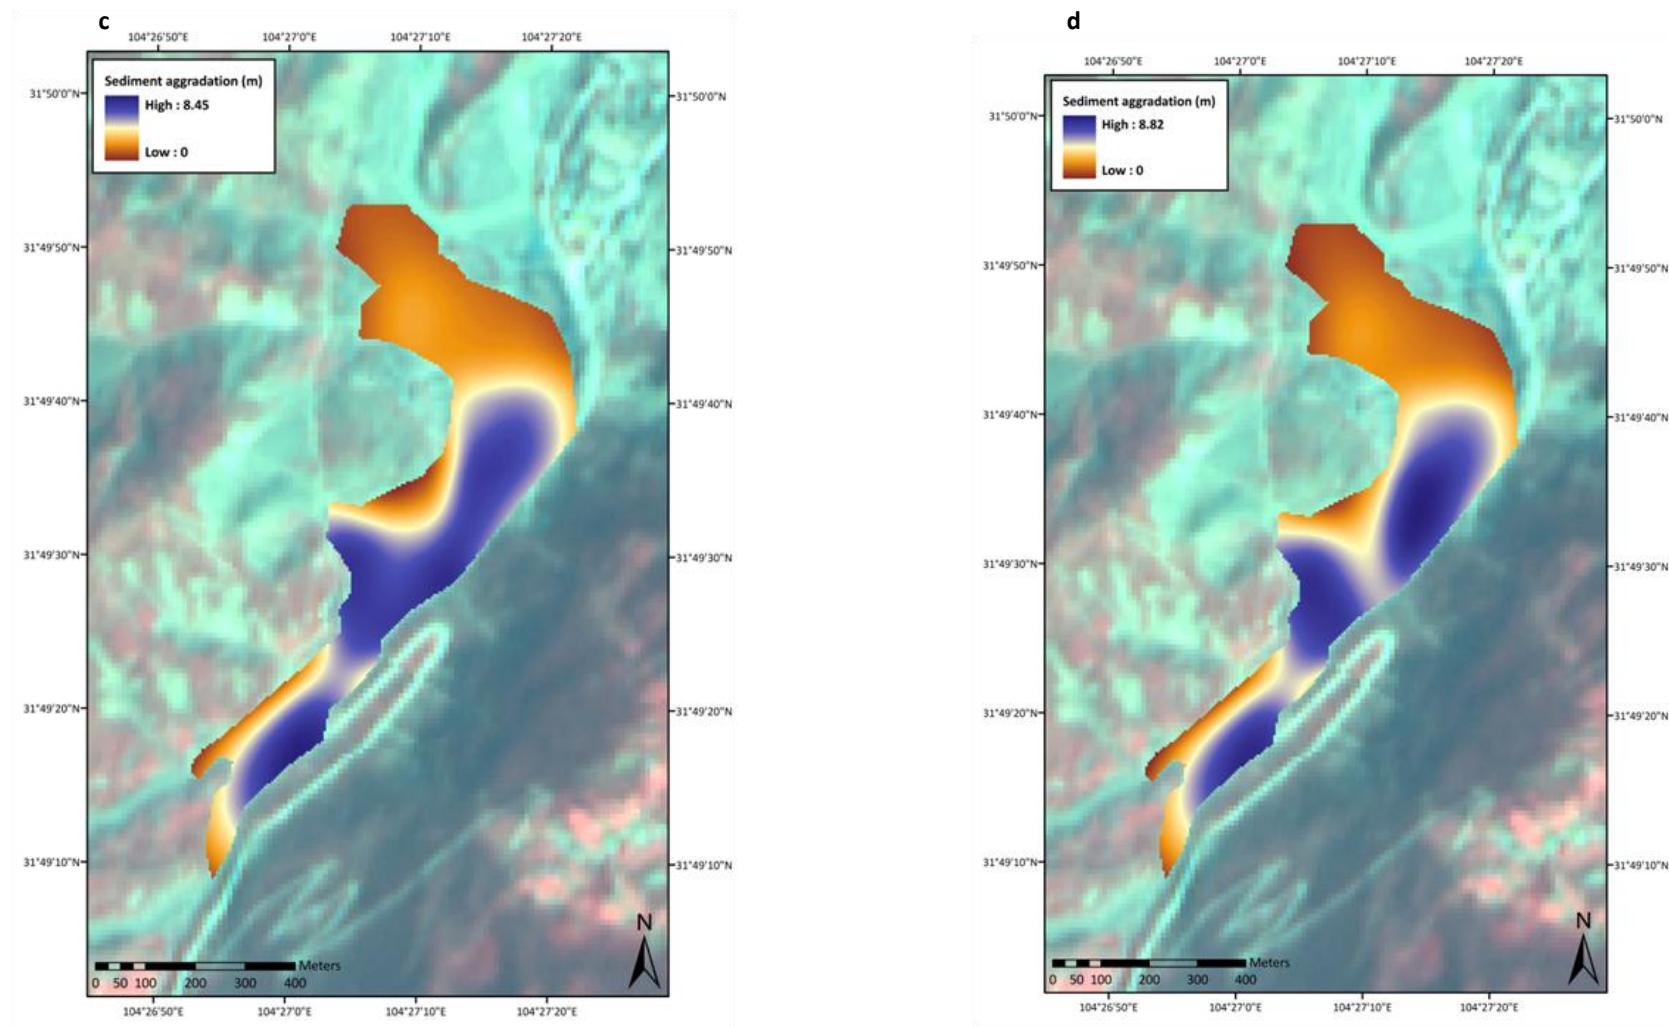 c
104°26'50"E 104°27'0"E 104°27'10"E 104°27'20"E
Sediment aggradation (m)
High : 8.45
Low : 0
31°50'0"N 31°50'0"N
31°49'50"N 31°49'50"N
31°49'40"N 31°49'40"N
31°49'30"N 31°49'30"N
31°49'20"N 31°49'20"N
31°49'10"N 31°49'10"N
N
Meters
0 50 100 200 300 400
104°26'50"E 104°27'0"E 104°27'10"E 104°27'20"E
d
104°26'50"E 104°27'0"E 104°27'10"E 104°27'20"E
Sediment aggradation (m)
High : 8.82
Low : 0
31°50'0"N 31°50'0"N
31°49'50"N 31°49'50"N
31°49'40"N 31°49'40"N
31°49'30"N 31°49'30"N
31°49'20"N 31°49'20"N
31°49'10"N 31°49'10"N
N
Meters
0 50 100 200 300 400
104°26'50"E 104°27'0"E 104°27'10"E 104°27'20"E